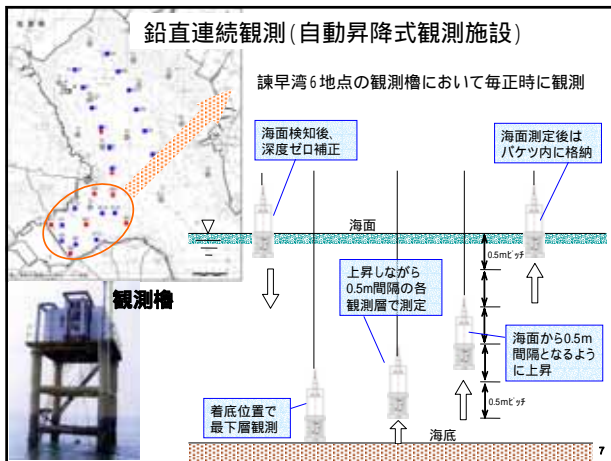 鉛直連続観測(自動昇降式観測施設)
諫早湾6地点の観測櫓において毎正時に観測
海面検知後、
深度ゼロ補正
海面測定後は
バケツ内に格納
海面
0.5mピッチ
上昇しながら
0.5m間隔の各
観測層で測定
観測櫓
海面から0.5m
間隔となるよう
に上昇
着底位置で
最下層観測
0.5mピッチ
海底
7